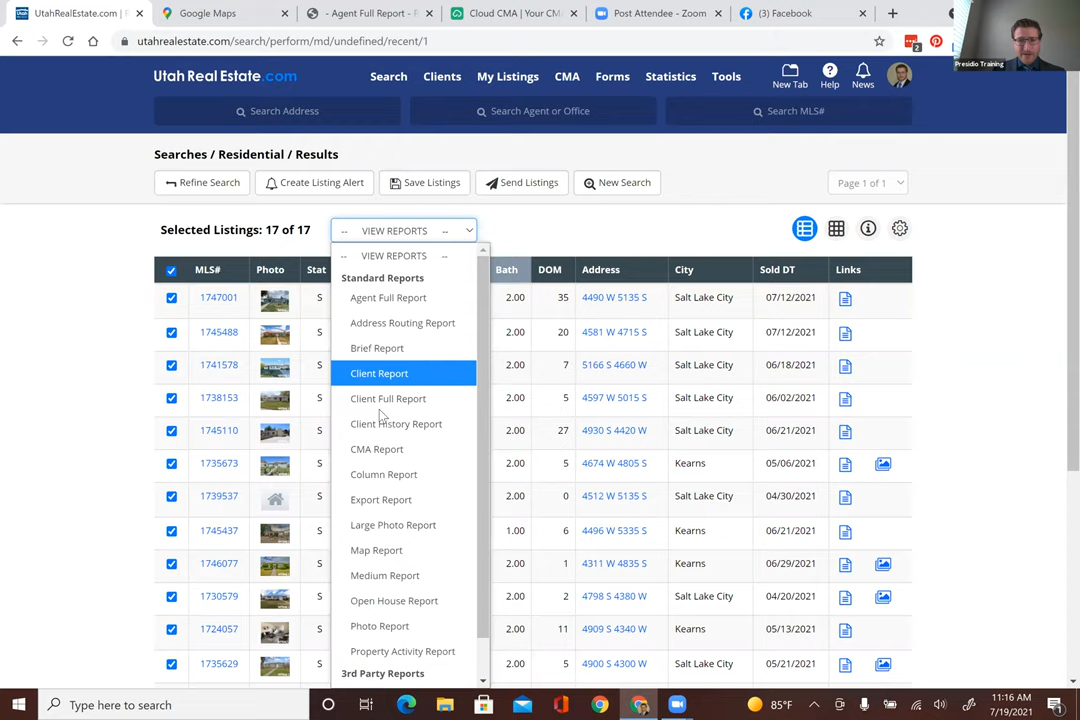 UtahRealEstate.com |
Google Maps
- Agent Full Report -
Cloud CMA | Your CM
Post Attendee - Zoom
(3) Facebook
utahrealestate.com/search/perform/md/undefined/recent/1
2
Presidio Training
Utah Real Estate.com
Search
Clients
My Listings
CMA
Forms
Statistics
Tools
New Tab
Help
News
Search Address
Search Agent or Office
Search MLS#
Searches / Residential / Results
Refine Search
Create Listing Alert
Save Listings
Send Listings
New Search
Page 1 of 1
Selected Listings: 17 of 17
-- VIEW REPORTS --
-- VIEW REPORTS --
Standard Reports
Agent Full Report
Address Routing Report
Brief Report
Client Report
Client Full Report
Client History Report
CMA Report
Column Report
Export Report
Large Photo Report
Map Report
Medium Report
Open House Report
Photo Report
Property Activity Report
3rd Party Reports
MLS# Photo Stat Bath DOM Address City Sold DT Links
1747001 S 2.00 35 4490 W 5135 S Salt Lake City 07/12/2021
1745488 S 2.00 20 4581 W 4715 S Salt Lake City 07/12/2021
1741578 S 2.00 7 5166 S 4660 W Salt Lake City 06/18/2021
1738153 S 2.00 5 4597 W 5015 S Salt Lake City 06/02/2021
1745110 S 2.00 27 4930 S 4420 W Salt Lake City 06/21/2021
1735673 S 2.00 5 4674 W 4805 S Kearns 05/06/2021
1739537 S 2.00 0 4512 W 5135 S Salt Lake City 04/30/2021
1745437 S 1.00 6 4496 W 5335 S Kearns 06/21/2021
1746077 S 2.00 1 4311 W 4835 S Kearns 06/29/2021
1730579 S 2.00 2 4798 S 4380 W Salt Lake City 04/20/2021
1724057 S 2.00 11 4909 S 4340 W Kearns 05/13/2021
1735629 S 2.00 5 4900 S 4300 W Salt Lake City 05/21/2021
Type here to search
85°F
11:16 AM
7/19/2021
1